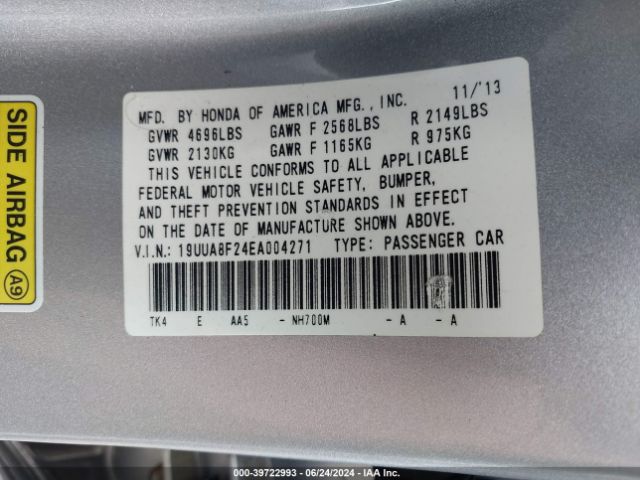 11/'13
MFD. BY HONDA OF AMERICA MFG., INC.
GVWR 4696LBS GAWR F 2568LBS R 2149LBS
GVWR 2130KG GAWR F 1165KG R 975KG
THIS VEHICLE CONFORMS TO ALL APPLICABLE
FEDERAL MOTOR VEHICLE SAFETY, BUMPER,
AND THEFT PREVENTION STANDARDS IN EFFECT
ON THE DATE OF MANUFACTURE SHOWN ABOVE.
V.I.N.: 19UUA8F24EA004271 TYPE: PASSENGER CAR
TK4 E AA5 - NH700M - A - A
SIDE AIRBAG A9
000-39722993 - 06/24/2024 - IAA Inc.